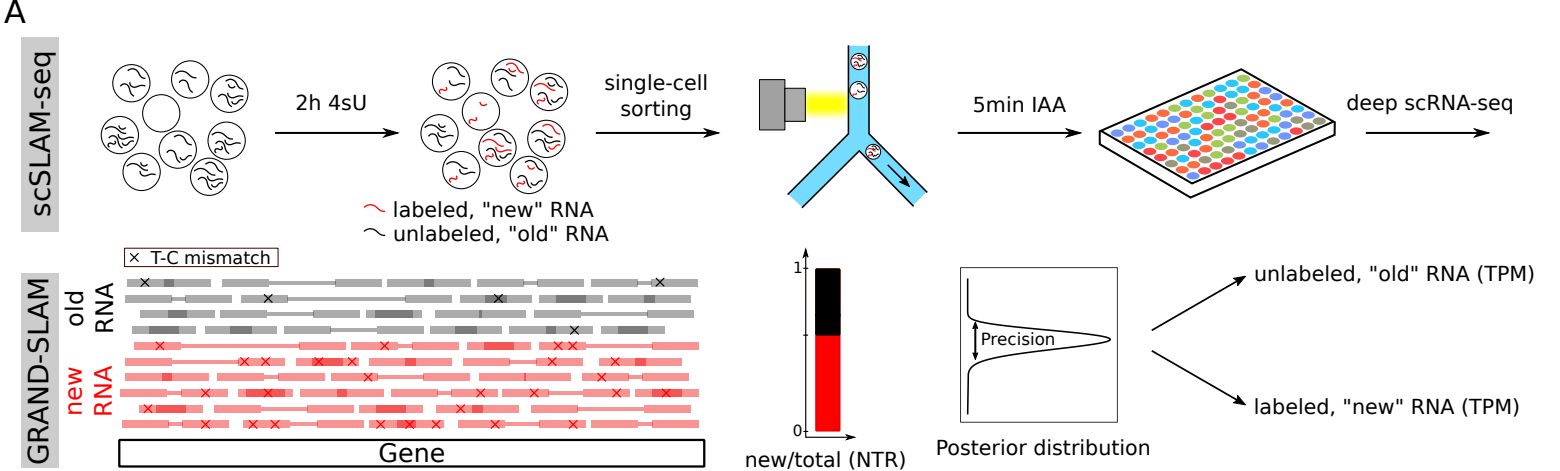 A
scSLAM-seq
2h 4sU
single-cell
sorting
5min IAA
deep scRNA-seq
labeled, "new" RNA
unlabeled, "old" RNA
GRAND-SLAM
× T-C mismatch
old
RNA
new
RNA
Gene
1
0
new/total (NTR)
Precision
Posterior distribution
unlabeled, "old" RNA (TPM)
labeled, "new" RNA (TPM)